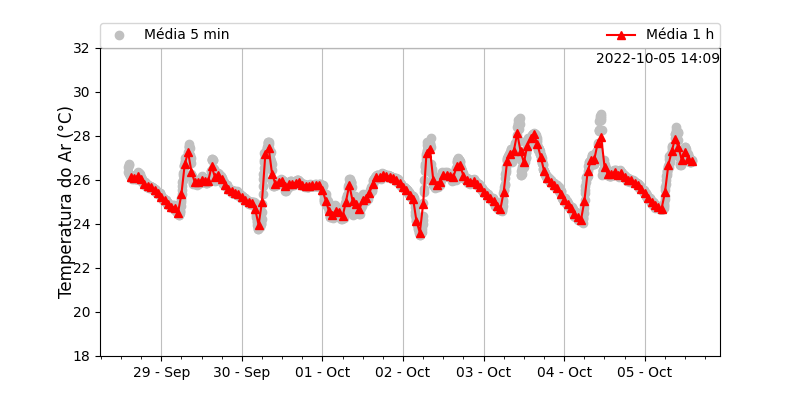 Média 5 min
Média 1 h
2022-10-05 14:09
Temperatura do Ar (°C)
32
30
28
26
24
22
20
18
29 - Sep
30 - Sep
01 - Oct
02 - Oct
03 - Oct
04 - Oct
05 - Oct